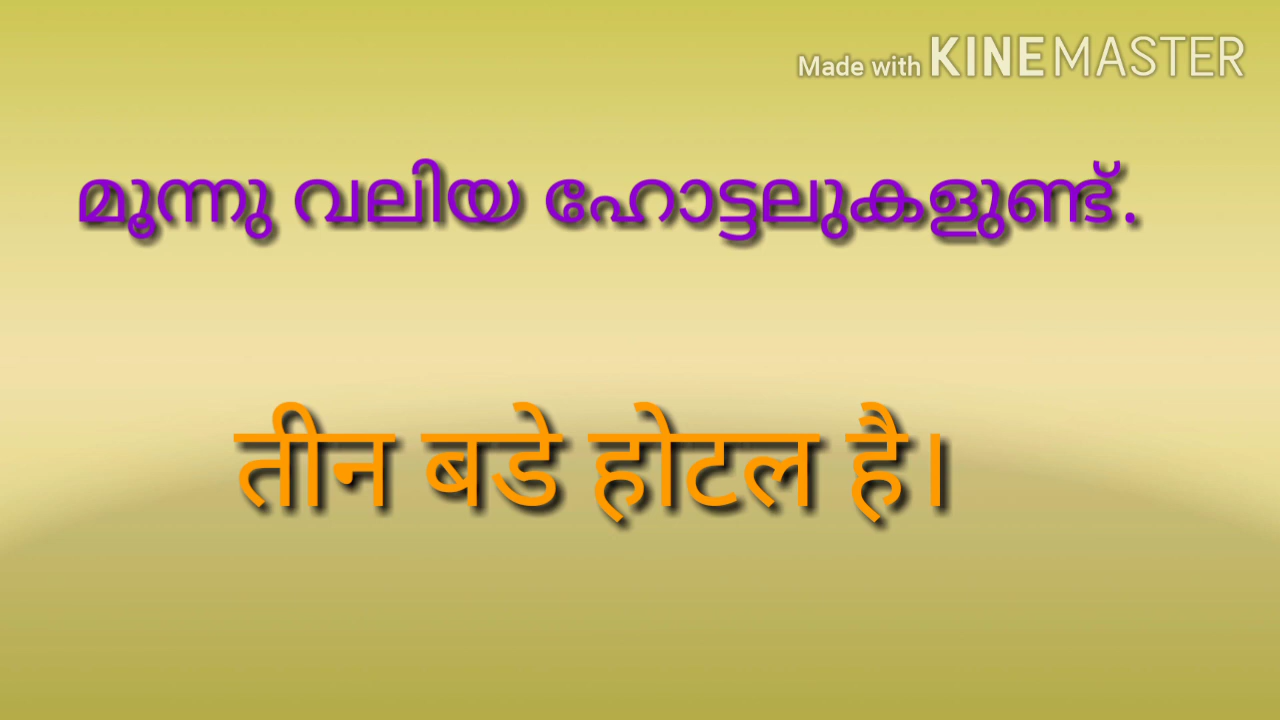 Made with KINEMASTER
മൂന്നു വലിയ ഹോട്ടലുകളുണ്ട്.
तीन बडे होटल है।